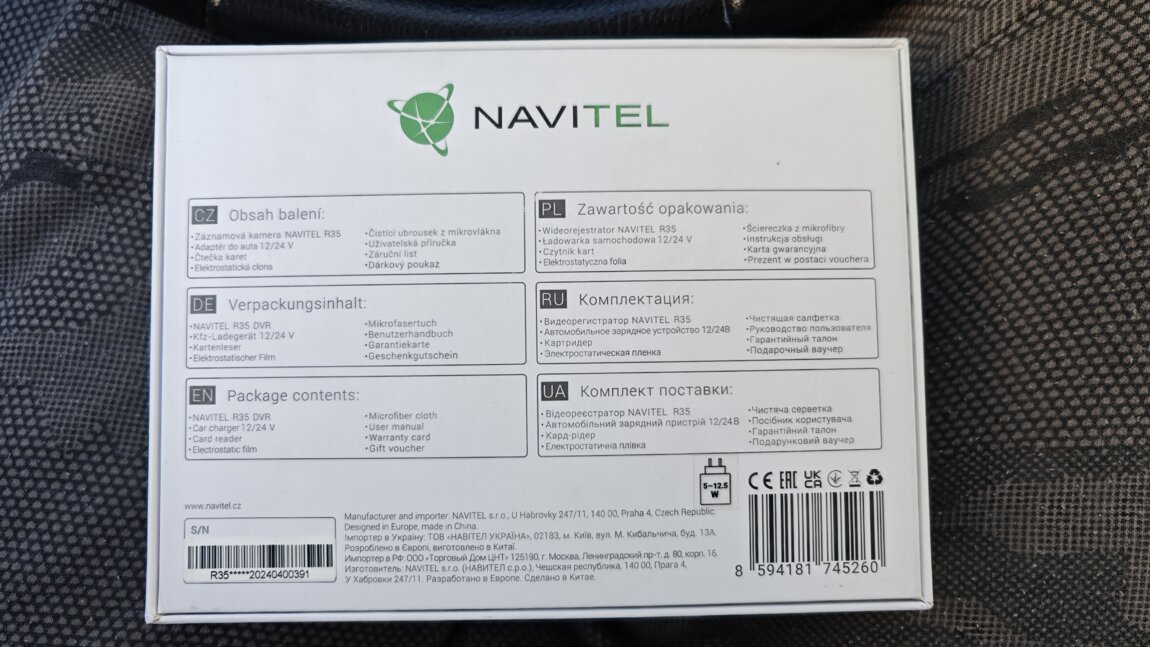 NAVITEL
CZ Obsah balení:
•Záznamová kamera NAVITEL R35
•Adaptér do auta 12/24 V
•Čtečka karet
•Elektrostatická clona
•Čisticí ubrousek z mikrovlákna
•Uživatelská příručka
•Záruční list
•Dárkový poukaz
PL Zawartość opakowania:
•Wideorejestrator NAVITEL R35
•Ładowarka samochodowa 12/24 V
•Czytnik kart
•Elektrostatyczna folia
•Ściereczka z mikrofibry
•Instrukcja obsługi
•Karta gwarancyjna
•Prezent w postaci vouchera
DE Verpackungsinhalt:
•NAVITEL R35 DVR
•Kfz-Ladegerät 12/24 V
•Kartenleser
•Elektrostatischer Film
•Mikrofasertuch
•Benutzerhandbuch
•Garantiekarte
•Geschenkgutschein
RU Комплектация:
•Видеорегистратор NAVITEL R35
•Автомобильное зарядное устройство 12/24В
•Картридер
•Электростатическая пленка
•Чистящая салфетка
•Руководство пользователя
•Гарантийный талон
•Подарочный ваучер
EN Package contents:
•NAVITEL R35 DVR
•Car charger 12/24 V
•Card reader
•Electrostatic film
•Microfiber cloth
•User manual
•Warranty card
•Gift voucher
UA Комплект поставки:
•Відеореєстратор NAVITEL R35
•Автомобільний зарядний пристрій 12/24В
•Кард-рідер
•Електростатична плівка
•Чистяча серветка
•Посібник користувача
•Гарантійний талон
•Подарунковий ваучер
5–12.5
W
CE EAC UK CA
www.navitel.cz
S/N
R35*****20240400391
Manufacturer and importer: NAVITEL s.r.o., U Habrovky 247/11, 140 00, Praha 4, Czech Republic.
Designed in Europe, made in China.
Імпортер в Україну: ТОВ «НАВІТЕЛ УКРАЇНА», 02183, м. Київ, вул. М. Кибальчича, буд. 13А.
Розроблено в Європі, виготовлено в Китаї.
Импортер в РФ: ООО «Торговый Дом ЦНТ» 125190, г. Москва, Ленинградский пр-т, д. 80, корп. 16.
Изготовитель: NAVITEL s.r.o. (НАВИТЕЛ с.р.о.), Чешская республика, 140 00, Прага 4,
У Хабровки 247/11. Разработано в Европе. Сделано в Китае.
8 594181 745260